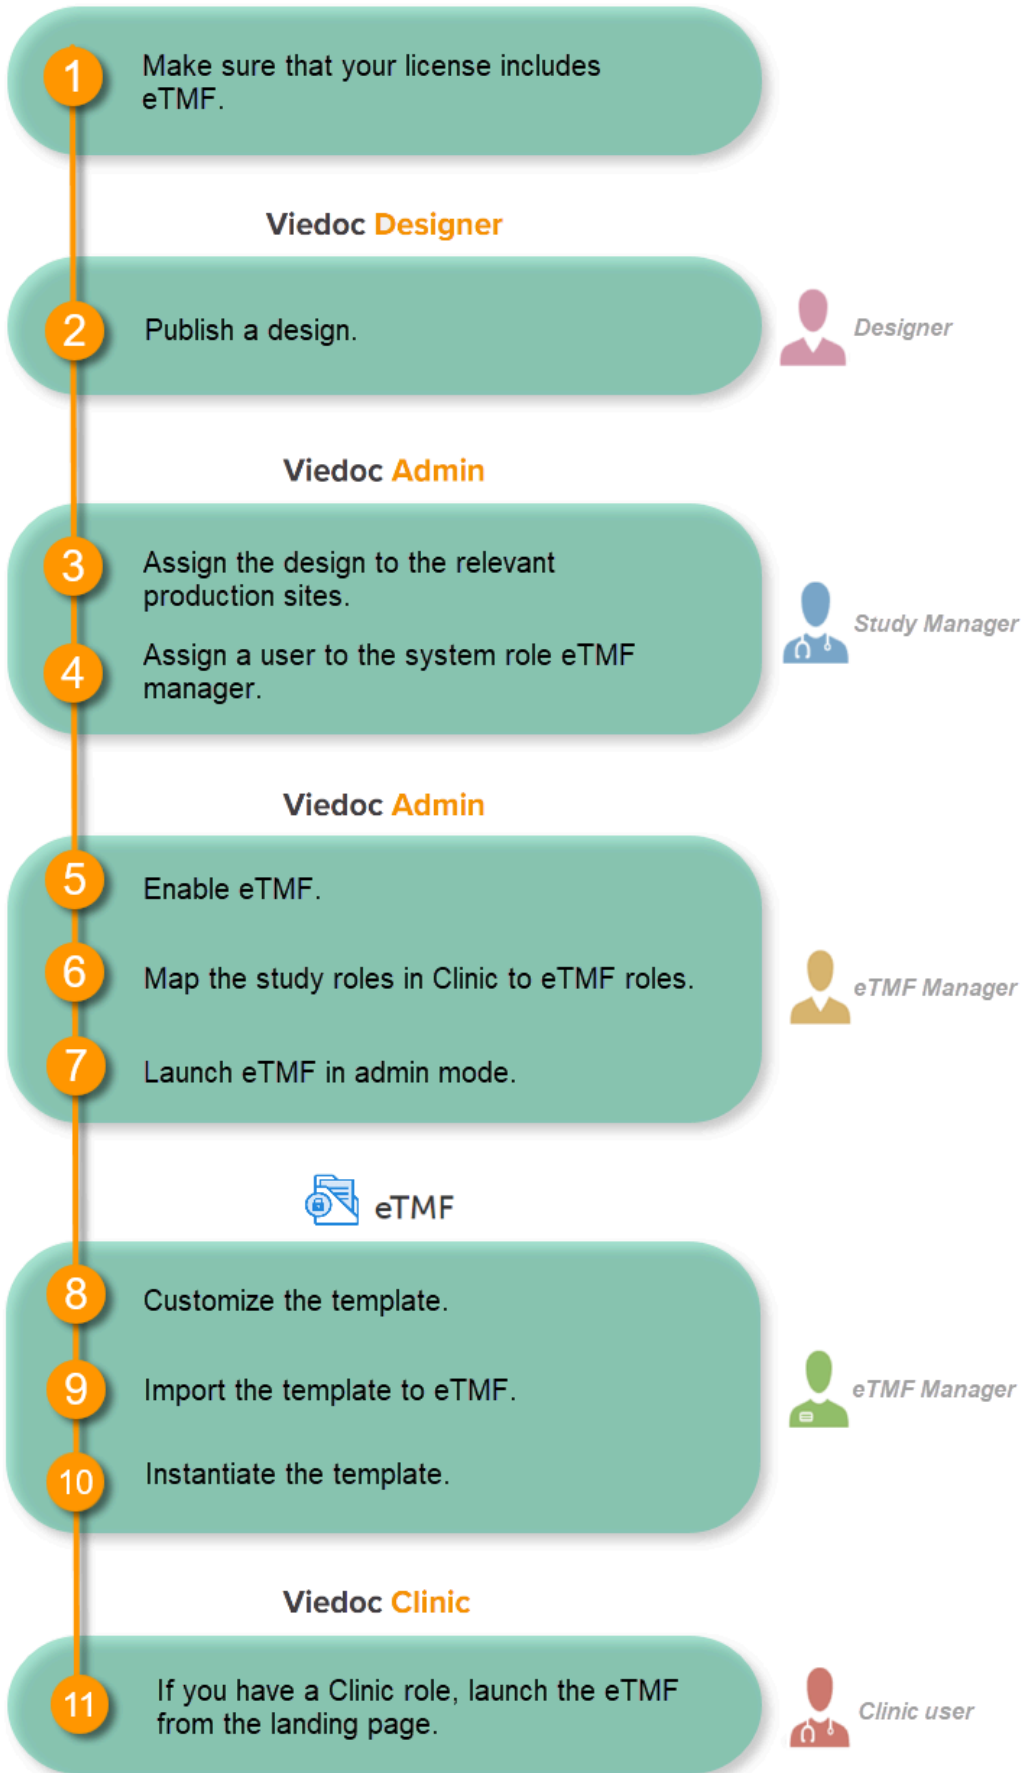 1
Make sure that your license includes
eTMF.
Viedoc Designer
2
Publish a design.
Designer
Viedoc Admin
3
Assign the design to the relevant
production sites.
4
Assign a user to the system role eTMF
manager.
Study Manager
Viedoc Admin
5
Enable eTMF.
6
Map the study roles in Clinic to eTMF roles.
7
Launch eTMF in admin mode.
eTMF Manager
eTMF
8
Customize the template.
9
Import the template to eTMF.
10
Instantiate the template.
eTMF Manager
Viedoc Clinic
11
If you have a Clinic role, launch the eTMF
from the landing page.
Clinic user